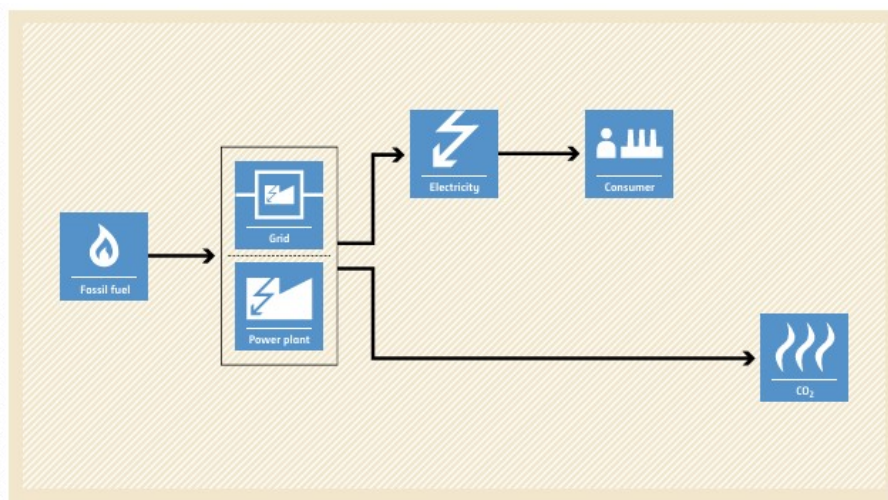 Fossil fuel
Grid
Power plant
Electricity
Consumer
CO₂